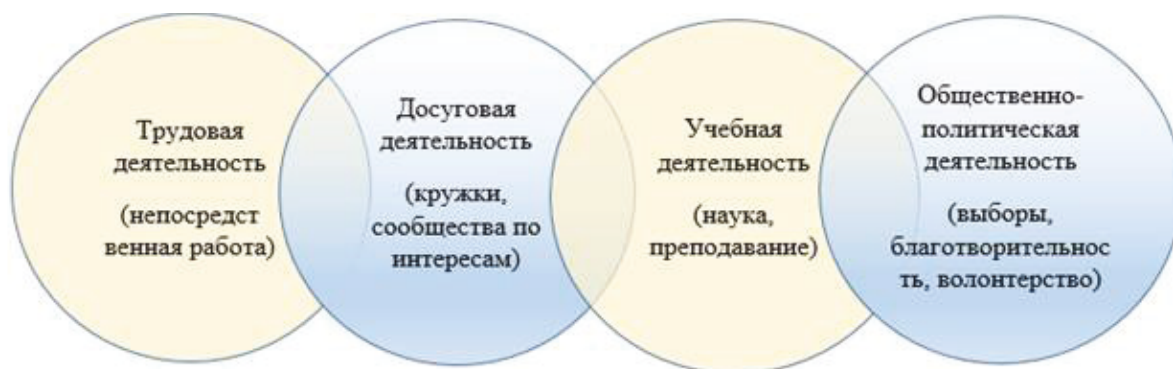 Трудовая
деятельность
(непосредст
венная работа)
Досуговая
деятельность
(кружки,
сообщества по
интересам)
Учебная
деятельность
(наука,
преподавание)
Общественно-
политическая
деятельность
(выборы,
благотворительнос
ть, волонтерство)